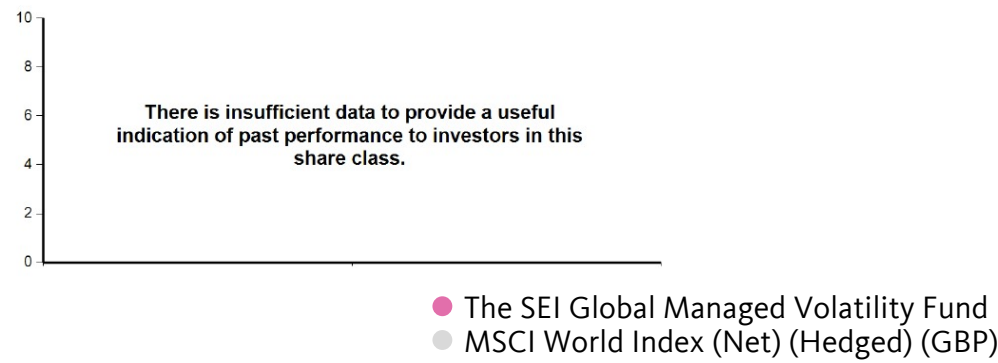 10
8
6
4
2
0
There is insufficient data to provide a useful
indication of past performance to investors in this
share class.
The SEI Global Managed Volatility Fund
MSCI World Index (Net) (Hedged) (GBP)